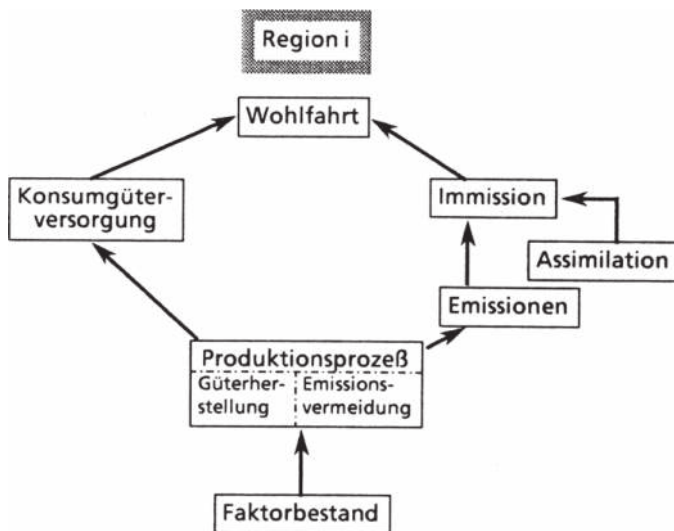 Region i
Wohlfahrt
Konsumgüter-
versorgung
Immission
Assimilation
Emissionen
Produktionsprozeß
Güterher-
stellung
Emissions-
vermeidung
Faktorbestand